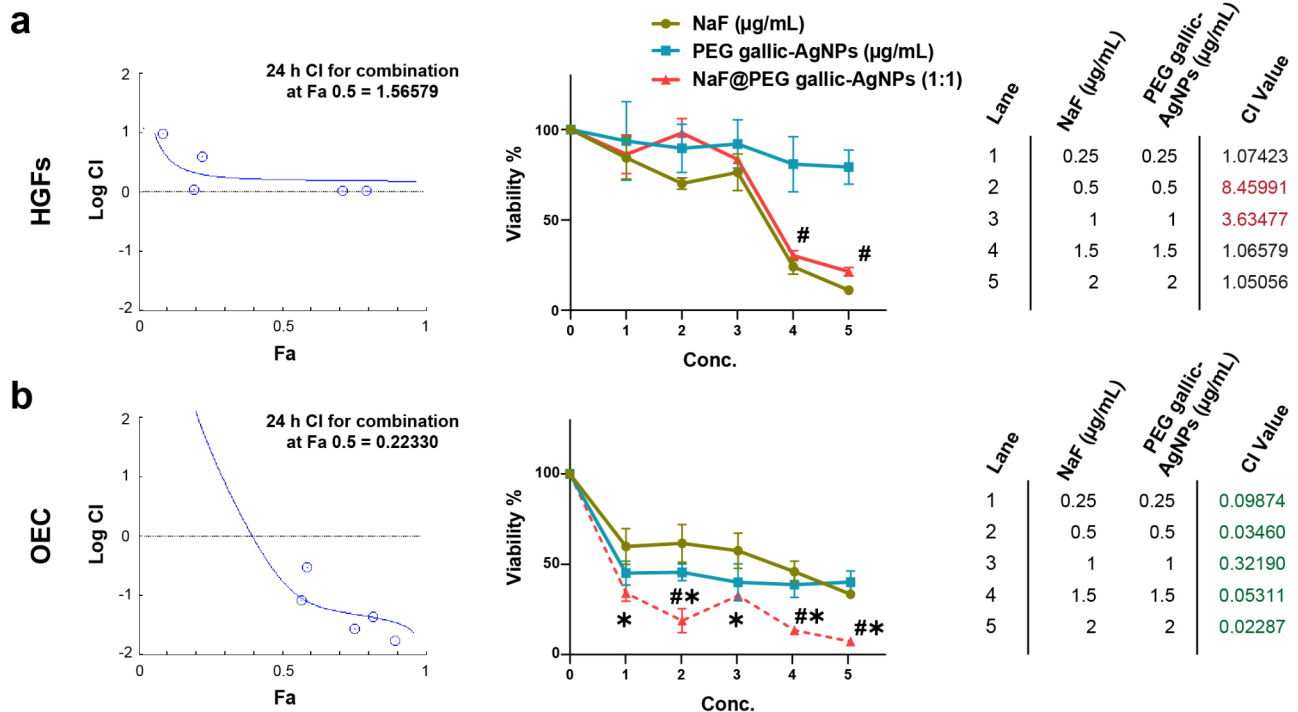 a
HGFs
24 h CI for combination
at Fa 0.5 = 1.56579
Log CI
2
1
0
-1
-2
0
0.5
1
Fa
NaF (µg/mL)
PEG gallic-AgNPs (µg/mL)
NaF@PEG gallic-AgNPs (1:1)
Viability %
100
50
0
0 1 2 3 4 5
Conc.
#
#
Lane
NaF (µg/mL)
PEG gallic-
AgNPs (µg/mL)
CI Value
1 0.25 0.25 1.07423
2 0.5 0.5 8.45991
3 1 1 3.63477
4 1.5 1.5 1.06579
5 2 2 1.05056
b
OEC
24 h CI for combination
at Fa 0.5 = 0.22330
Log CI
2
1
0
-1
-2
0
0.5
1
Fa
Viability %
100
50
0
0 1 2 3 4 5
Conc.
*
#*
*
#*
#*
Lane
NaF (µg/mL)
PEG gallic-
AgNPs (µg/mL)
CI Value
1 0.25 0.25 0.09874
2 0.5 0.5 0.03460
3 1 1 0.32190
4 1.5 1.5 0.05311
5 2 2 0.02287